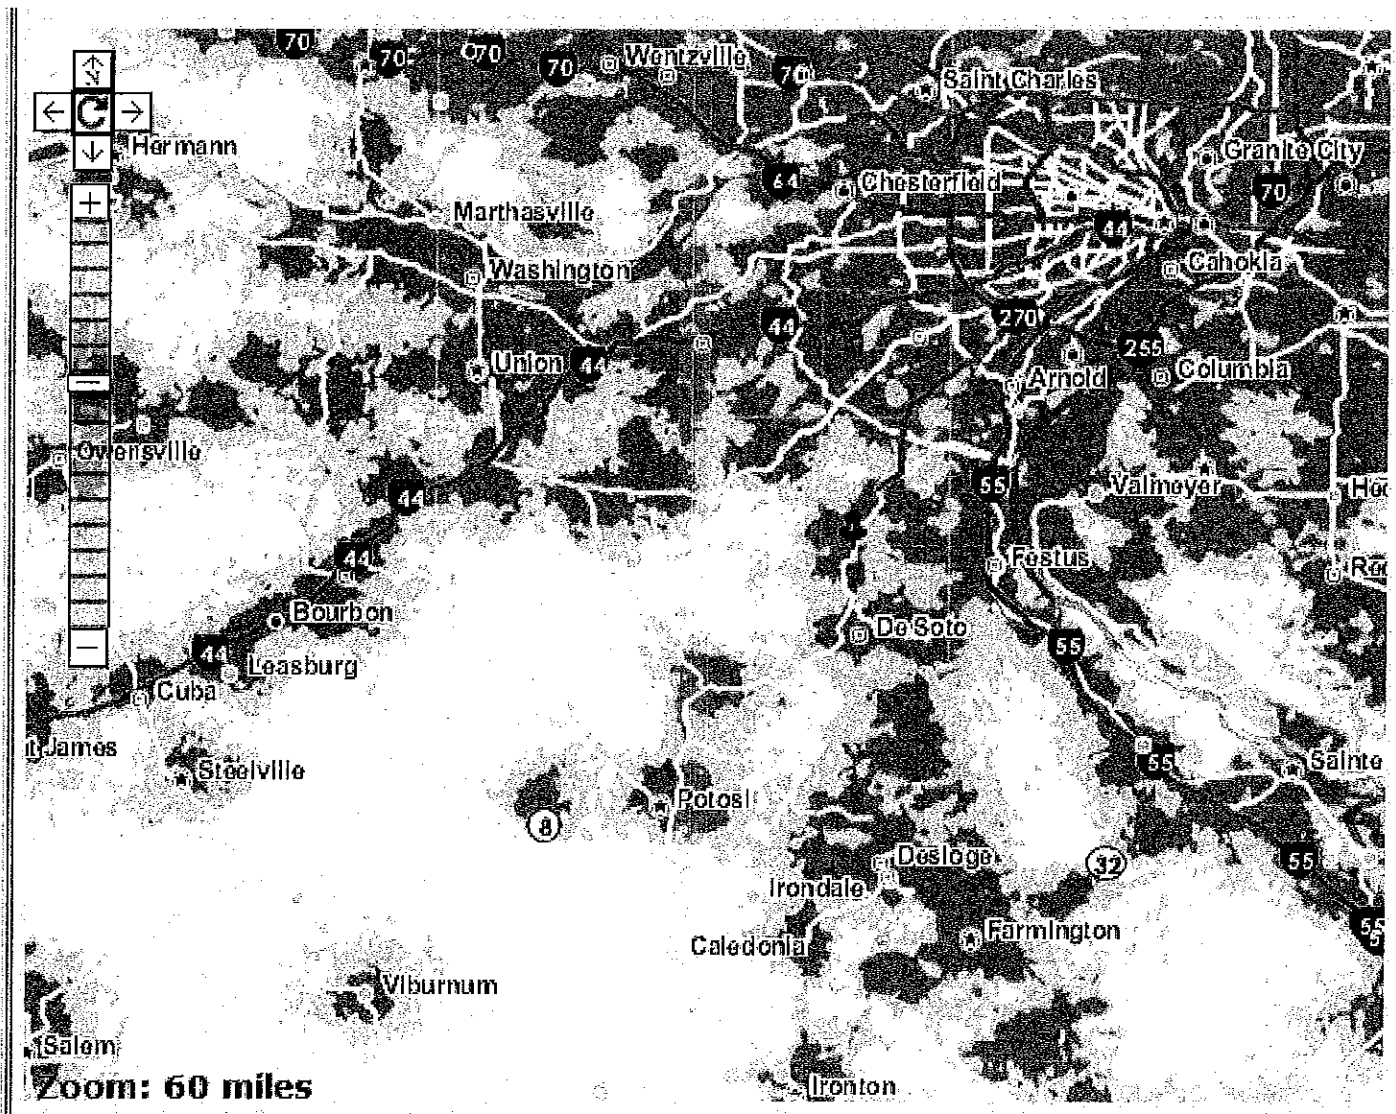 70
70
70
70
70
Wentzville
Saint Charles
N
Hermann
Granite City
70
64
Chesterfield
Marthasville
44
Washington
Cahokia
44
270
255
Union
44
Arnold
Columbia
Owensville
44
55
Valmeyer
44
Festus
Bourbon
De Soto
44
Leasburg
55
Cuba
t James
Steelville
55
Sainte
Potosi
8
Desloge
32
55
Irondale
Farmington
55
Caledonia
Viburnum
Salem
Zoom: 60 miles
Ironton